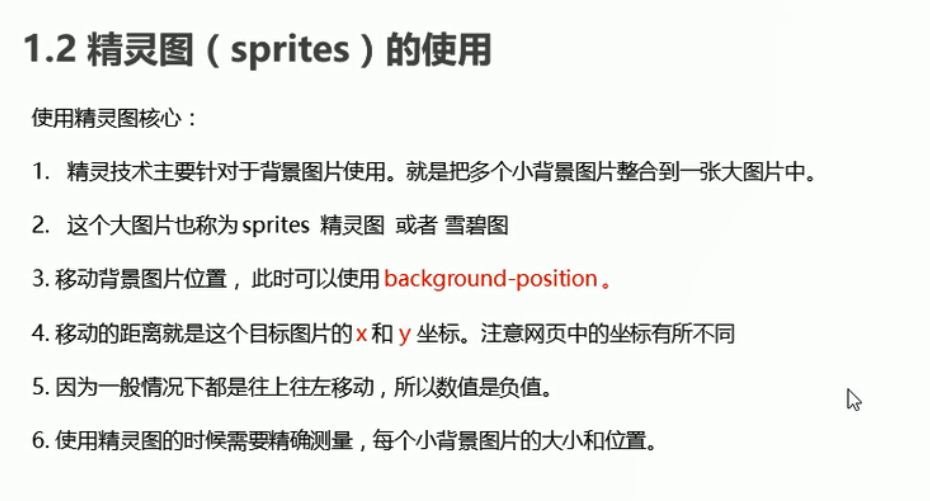 1.2 精灵图（sprites）的使用
使用精灵图核心：
1. 精灵技术主要针对于背景图片使用。就是把多个小背景图片整合到一张大图片中。
2. 这个大图片也称为 sprites 精灵图 或者 雪碧图
3. 移动背景图片位置，此时可以使用 background-position。
4. 移动的距离就是这个目标图片的 x 和 y 坐标。注意网页中的坐标有所不同
5. 因为一般情况下都是往上往左移动，所以数值是负值。
6. 使用精灵图的时候需要精确测量，每个小背景图片的大小和位置。